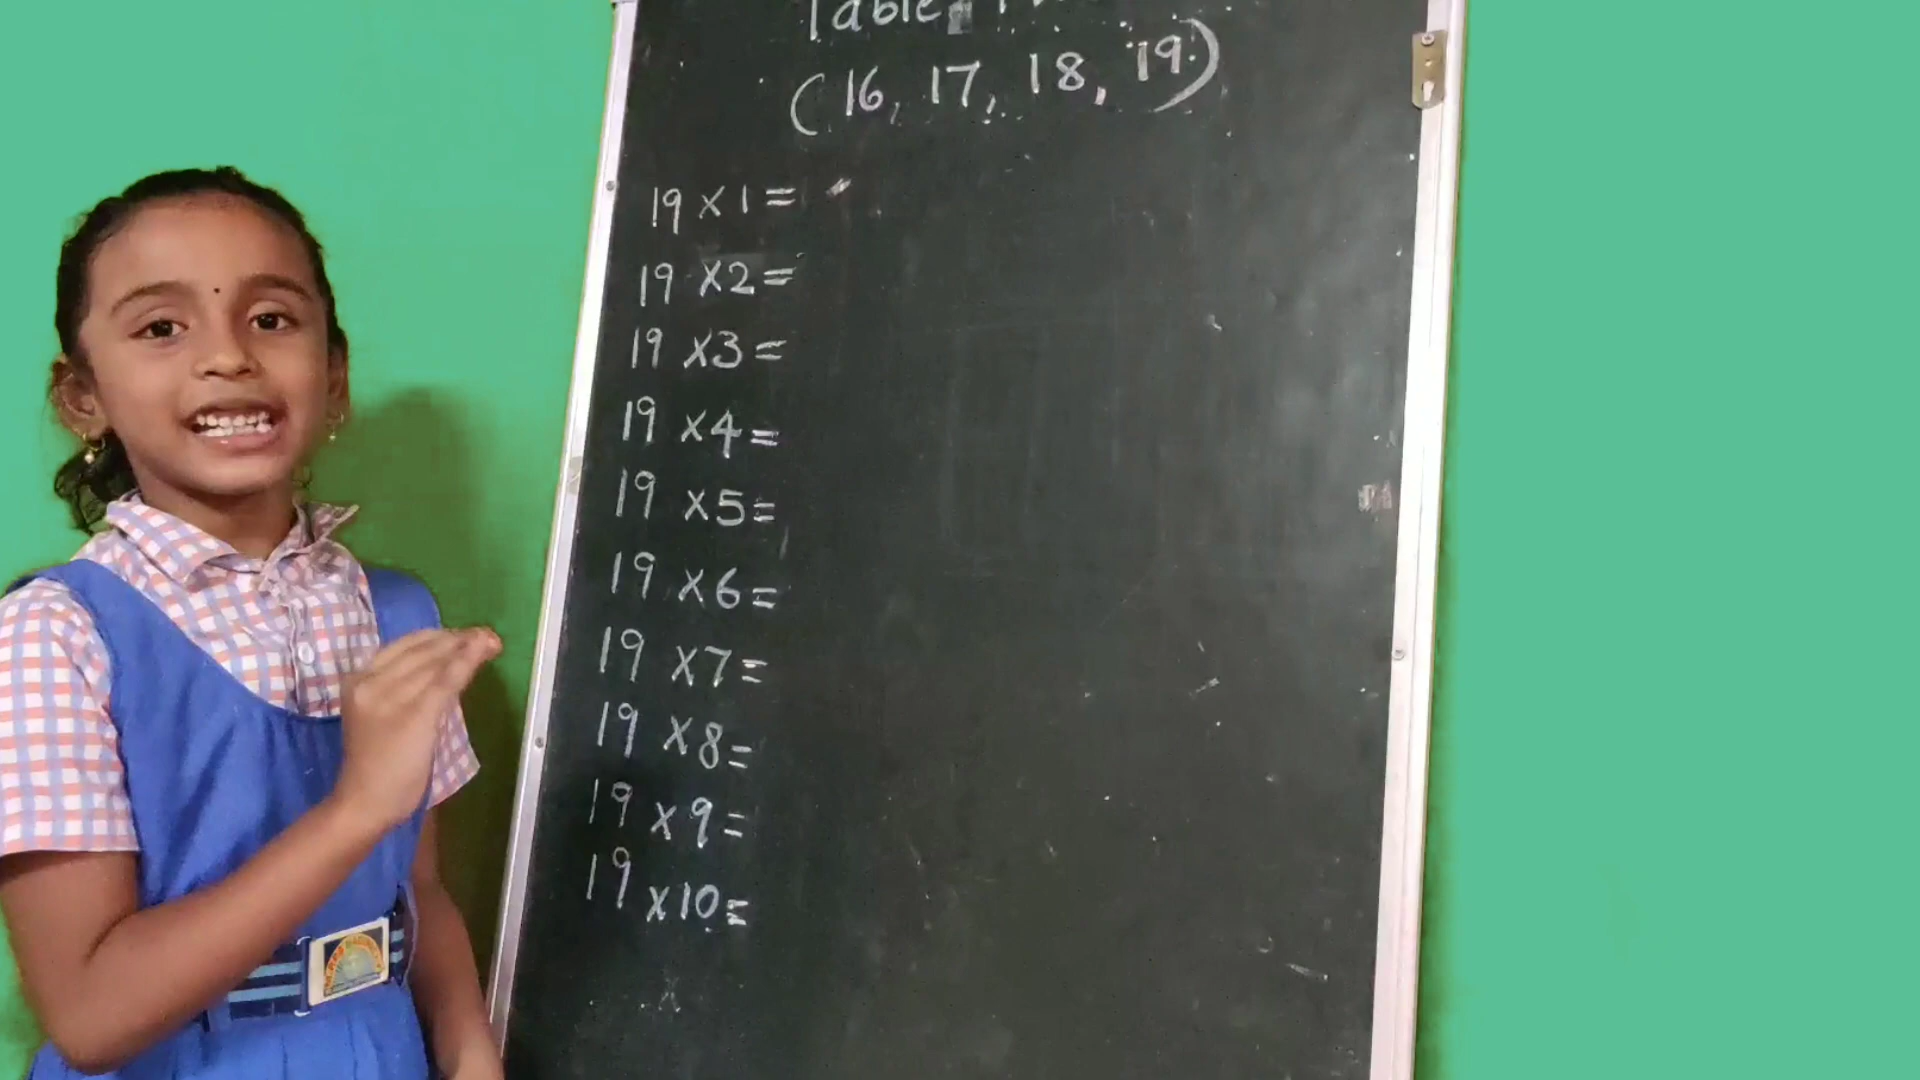 Table
(16, 17, 18, 19)
19 × 1 =
19 × 2 =
19 × 3 =
19 × 4 =
19 × 5 =
19 × 6 =
19 × 7 =
19 × 8 =
19 × 9 =
19 × 10 =